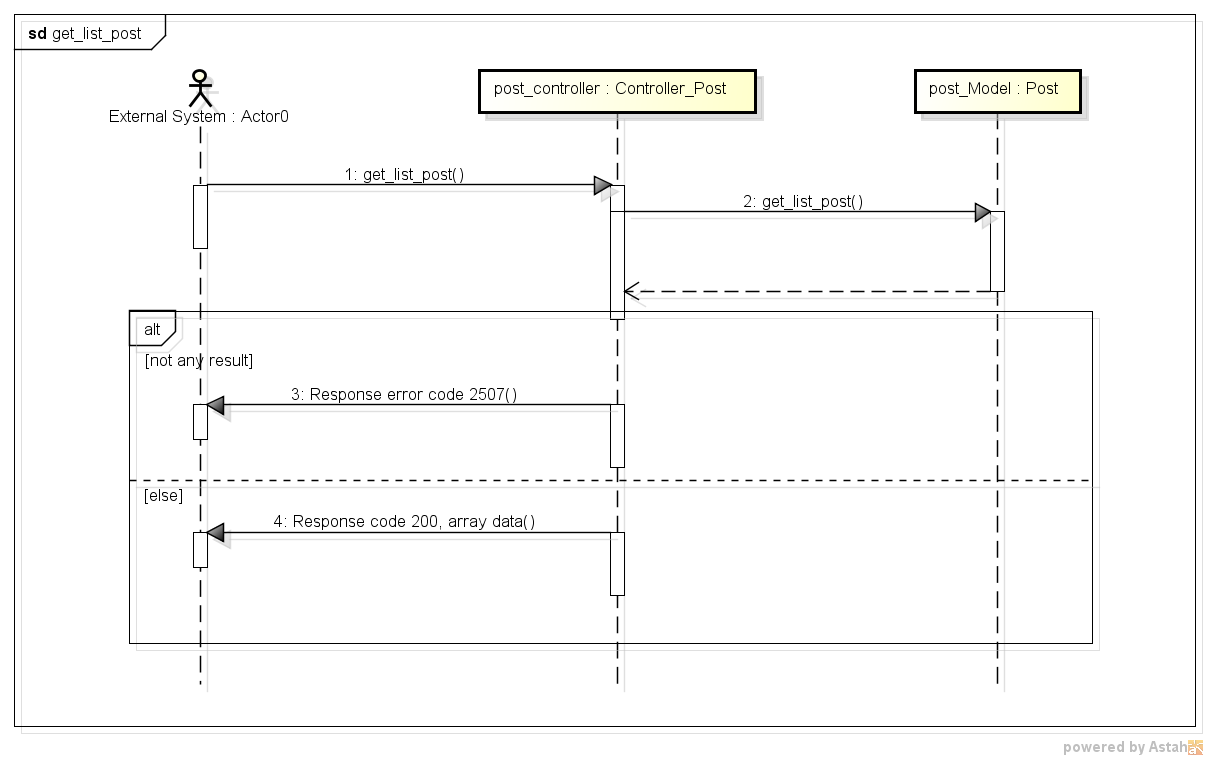 sd get_list_post
External System : Actor0
post_controller : Controller_Post
post_Model : Post
1: get_list_post()
2: get_list_post()
alt
[not any result]
3: Response error code 2507()
[else]
4: Response code 200, array data()
powered by Astah